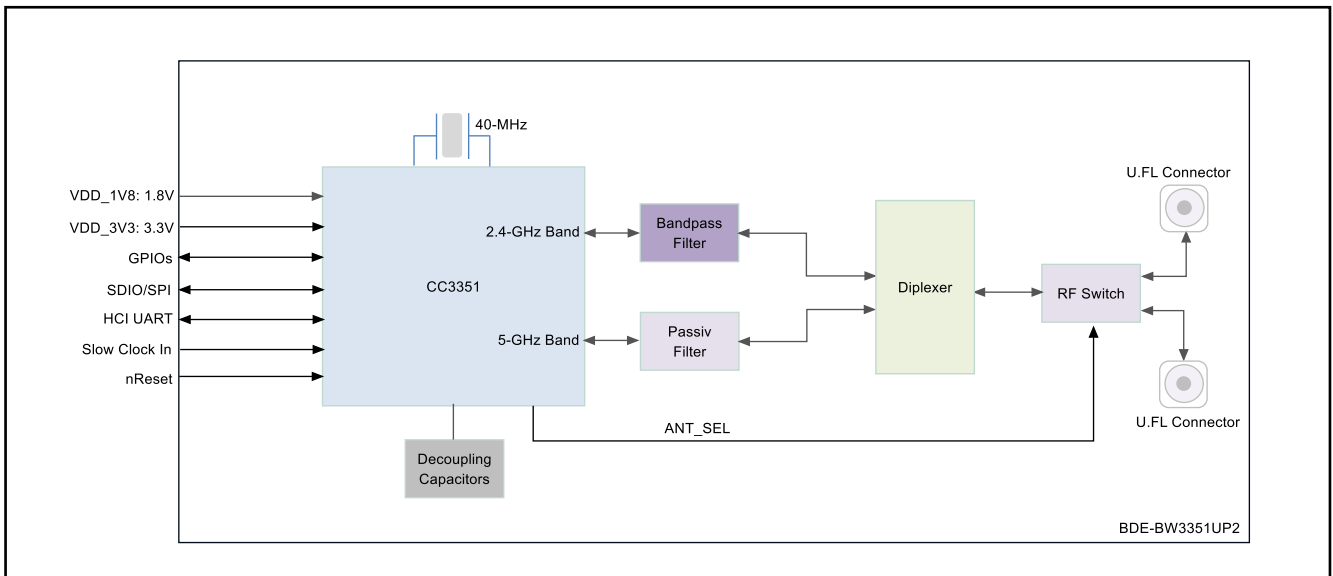 40-MHz
U.FL Connector
VDD_1V8: 1.8V
VDD_3V3: 3.3V
GPIOs
SDIO/SPI
HCI UART
Slow Clock In
nReset
2.4-GHz Band
CC3351
5-GHz Band
Bandpass
Filter
Passiv
Filter
Diplexer
RF Switch
U.FL Connector
ANT_SEL
Decoupling
Capacitors
BDE-BW3351UP2